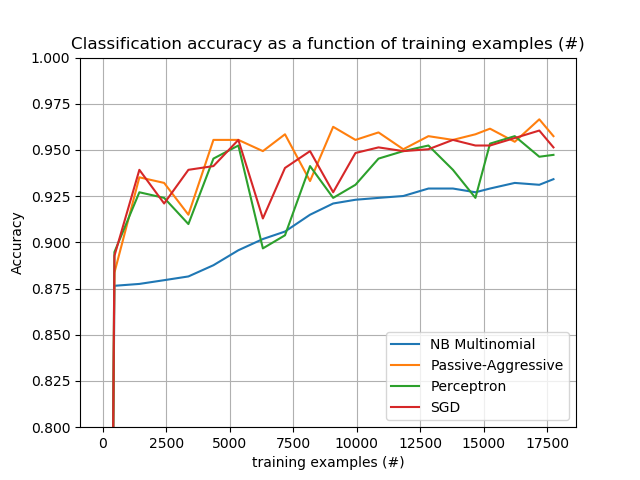 Classification accuracy as a function of training examples (#)
1.000
0.975
0.950
0.925
0.900
0.875
0.850
0.825
0.800
Accuracy
NB Multinomial
Passive-Aggressive
Perceptron
SGD
0 2500 5000 7500 10000 12500 15000 17500
training examples (#)